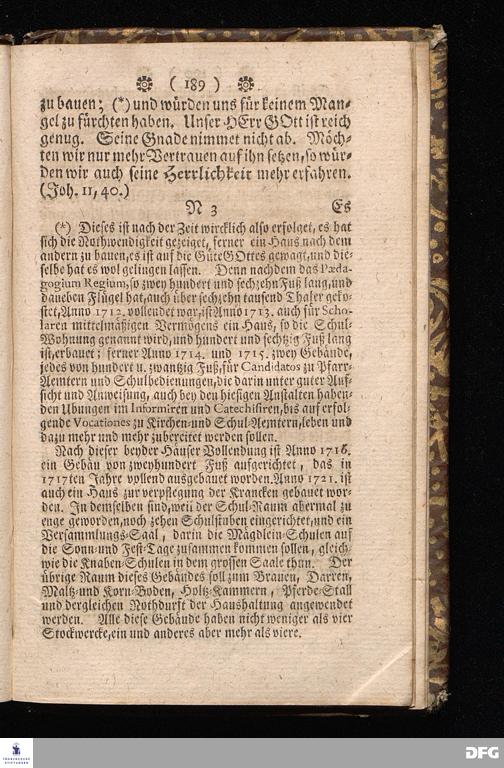 ( 189 )
zu bauen; (*) und würden uns für keinem Man-
gel zu fürchten haben. Unser HErr GOtt ist reich
genug. Seine Gnade nimmet nicht ab. Möch-
ten wir nur mehr Vertrauen auf ihn setzen, so wür-
den wir auch seine Herrlichkeit mehr erfahren.
(Joh. 11, 40.)
N 3 Es
(*) Dieses ist nach der Zeit wircklich also erfolget, es hat
sich die Nothwendigkeit gezeiget, ferner ein Haus nach dem
andern zu bauen, es ist auf die Güte GOttes gewagt, und die-
selbe hat es wol gelingen lassen. Denn nachdem das Pæda-
gogium Regium, so zwey hundert und sechzehn Fuß lang, und
daneben Flügel hat, auch über sechzehn tausend Thaler geko-
stet, Anno 1712. vollendet war, ist Anno 1713. auch für Scho-
laren mittelmäßigen Vermögens ein Haus, so die Schul-
Wohnung genannt wird, und hundert und sechtzig Fuß lang
ist, erbauet; ferner Anno 1714. und 1715. zwey Gebäude,
jedes von hundert u. zwantzig Fuß, für Candidatos zu Pfarr-
Aemtern und Schulbedienungen, die darin unter guter Auf-
sicht und Anweisung, auch bey den hiesigen Anstalten haben-
den Ubungen im Informiren und Catechisiren, bis auf erfol-
gende Vocationes zu Kirchen- und Schul-Aemtern, leben und
dazu mehr und mehr zubereitet werden sollen.
Nach dieser beyder Häuser Vollendung ist Anno 1716.
ein Gebäu von zweyhundert Fuß aufgerichtet, das in
1717ten Jahre vollend ausgebauet worden. Anno 1721. ist
auch ein Haus zur verpflegung der Krancken gebauet wor-
den. In demselben sind, weil der Schul-Raum abermal zu
enge geworden, noch zehen Schulstuben eingerichtet, und ein
Versammlungs-Saal, darin die Mägdlein-Schulen auf
die Sonn- und Fest-Tage zusammen kommen sollen, gleich
wie die Knaben-Schulen in dem grossen Saale thun. Der
übrige Raum dieses Gebäudes soll zum Brauen, Darren,
Maltz- und Korn-Boden, Holtz-Kammern, Pferde-Stall
und dergleichen Nothdurft der Haushaltung angewendet
werden. Alle diese Gebäude haben nicht weniger als vier
Stockwercke, ein und anderes aber mehr als viere.
FRANCKESCHE
STIFTUNGEN
DFG